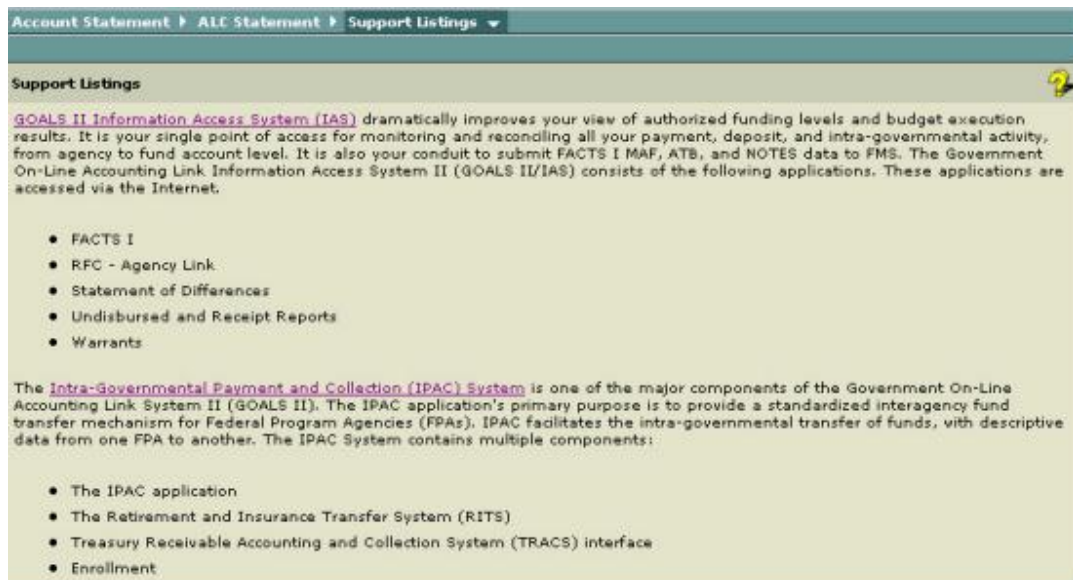 Account Statement ▶ ALC Statement ▶ Support Listings
Support Listings
GOALS II Information Access System (IAS) dramatically improves your view of authorized funding levels and budget execution
results. It is your single point of access for monitoring and reconciling all your payment, deposit, and intra-governmental activity,
from agency to fund account level. It is also your conduit to submit FACTS I MAF, ATB, and NOTES data to FMS. The Government
On-Line Accounting Link Information Access System II (GOALS II/IAS) consists of the following applications. These applications are
accessed via the Internet.
• FACTS I
• RFC - Agency Link
• Statement of Differences
• Undisbursed and Receipt Reports
• Warrants
The Intra-Governmental Payment and Collection (IPAC) System is one of the major components of the Government On-Line
Accounting Link System II (GOALS II). The IPAC application's primary purpose is to provide a standardized interagency fund
transfer mechanism for Federal Program Agencies (FPAs). IPAC facilitates the intra-governmental transfer of funds, with descriptive
data from one FPA to another. The IPAC System contains multiple components:
• The IPAC application
• The Retirement and Insurance Transfer System (RITS)
• Treasury Receivable Accounting and Collection System (TRACS) interface
• Enrollment